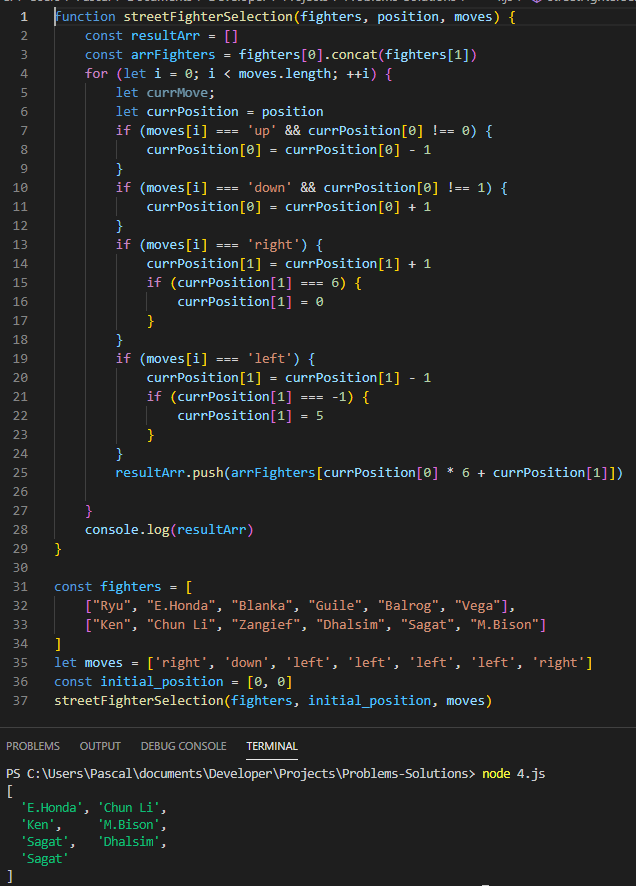 1 function streetFighterSelection(fighters, position, moves) {
2     const resultArr = []
3     const arrFighters = fighters[0].concat(fighters[1])
4     for (let i = 0; i < moves.length; ++i) {
5         let currMove;
6         let currPosition = position
7         if (moves[i] === 'up' && currPosition[0] !== 0) {
8             currPosition[0] = currPosition[0] - 1
9         }
10         if (moves[i] === 'down' && currPosition[0] !== 1) {
11             currPosition[0] = currPosition[0] + 1
12         }
13         if (moves[i] === 'right') {
14             currPosition[1] = currPosition[1] + 1
15             if (currPosition[1] === 6) {
16                 currPosition[1] = 0
17             }
18         }
19         if (moves[i] === 'left') {
20             currPosition[1] = currPosition[1] - 1
21             if (currPosition[1] === -1) {
22                 currPosition[1] = 5
23             }
24         }
25         resultArr.push(arrFighters[currPosition[0] * 6 + currPosition[1]])
26
27     }
28     console.log(resultArr)
29 }
30
31 const fighters = [
32     ["Ryu", "E.Honda", "Blanka", "Guile", "Balrog", "Vega"],
33     ["Ken", "Chun Li", "Zangief", "Dhalsim", "Sagat", "M.Bison"]
34 ]
35 let moves = ['right', 'down', 'left', 'left', 'left', 'left', 'right']
36 const initial_position = [0, 0]
37 streetFighterSelection(fighters, initial_position, moves)
PROBLEMS OUTPUT DEBUG CONSOLE TERMINAL
PS C:\Users\Pascal\documents\Developer\Projects\Problems-Solutions> node 4.js
[
  'E.Honda', 'Chun Li',
  'Ken',     'M.Bison',
  'Sagat',   'Dhalsim',
  'Sagat'
]